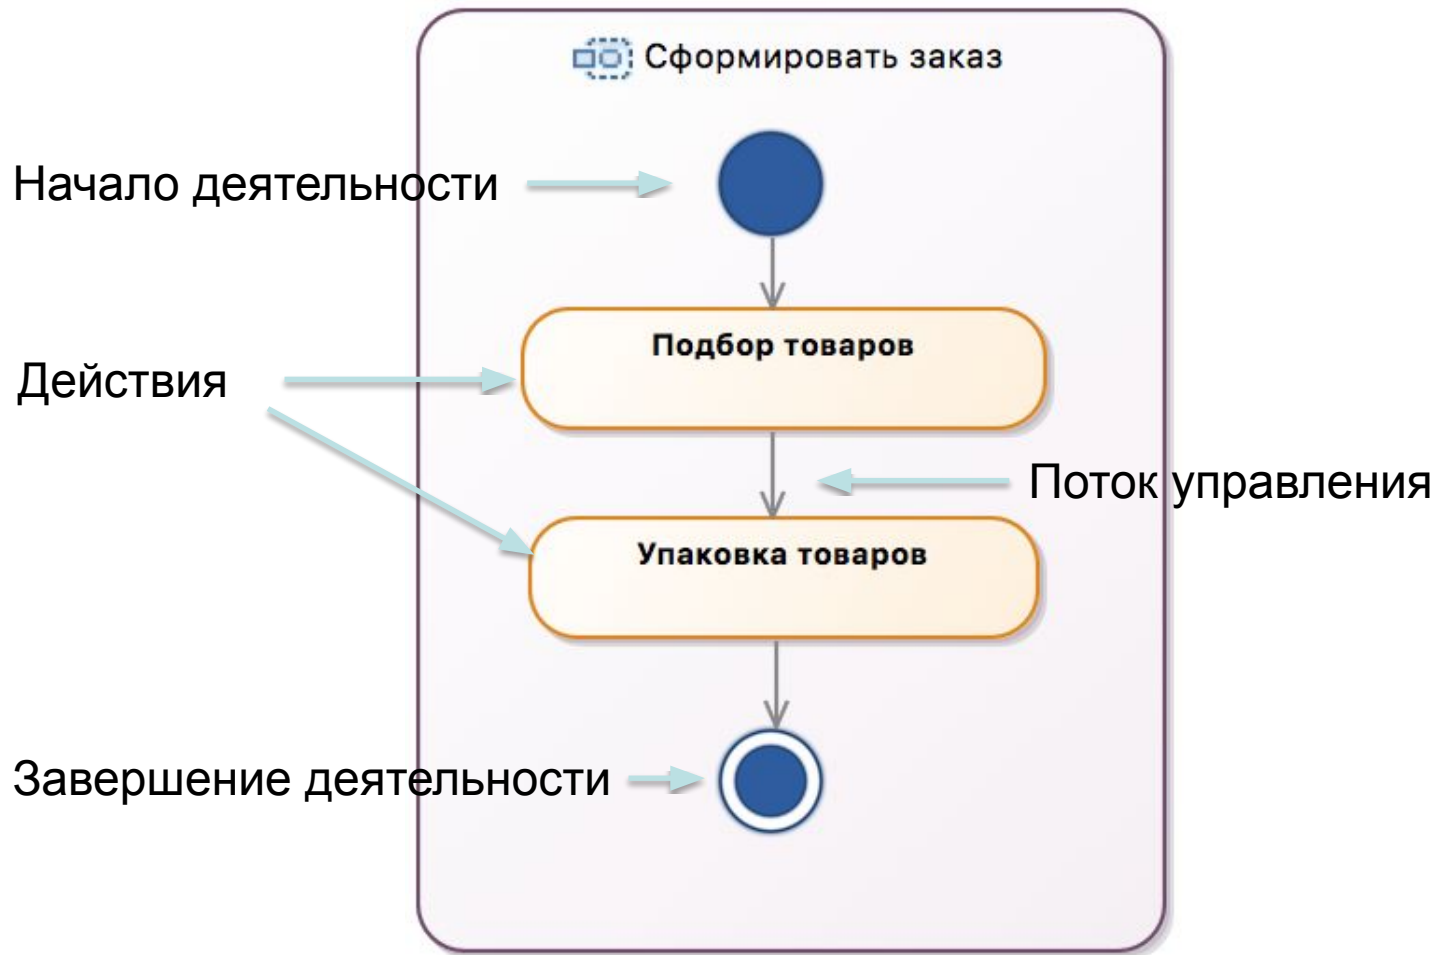 Сформировать заказ
Начало деятельности
Подбор товаров
Действия
Поток управления
Упаковка товаров
Завершение деятельности